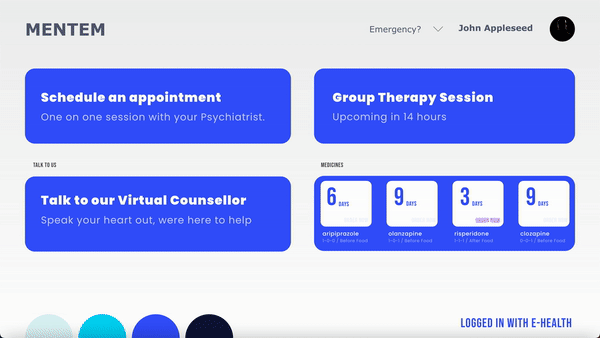 MENTEM
Emergency?
John Appleseed
Schedule an appointment
One on one session with your Psychiatrist.
Group Therapy Session
Upcoming in 14 hours
TALK TO US
MEDICINES
Talk to our Virtual Counsellor
Speak your heart out, were here to help
6 DAYS
9 DAYS
3 DAYS
9 DAYS
aripiprazole
olanzapine
risperidone
clozapine
1-0-0 / Before Food
1-0-1 / Before Food
1-1-1 / After Food
0-0-1 / Before Food
LOGGED IN WITH E-HEALTH